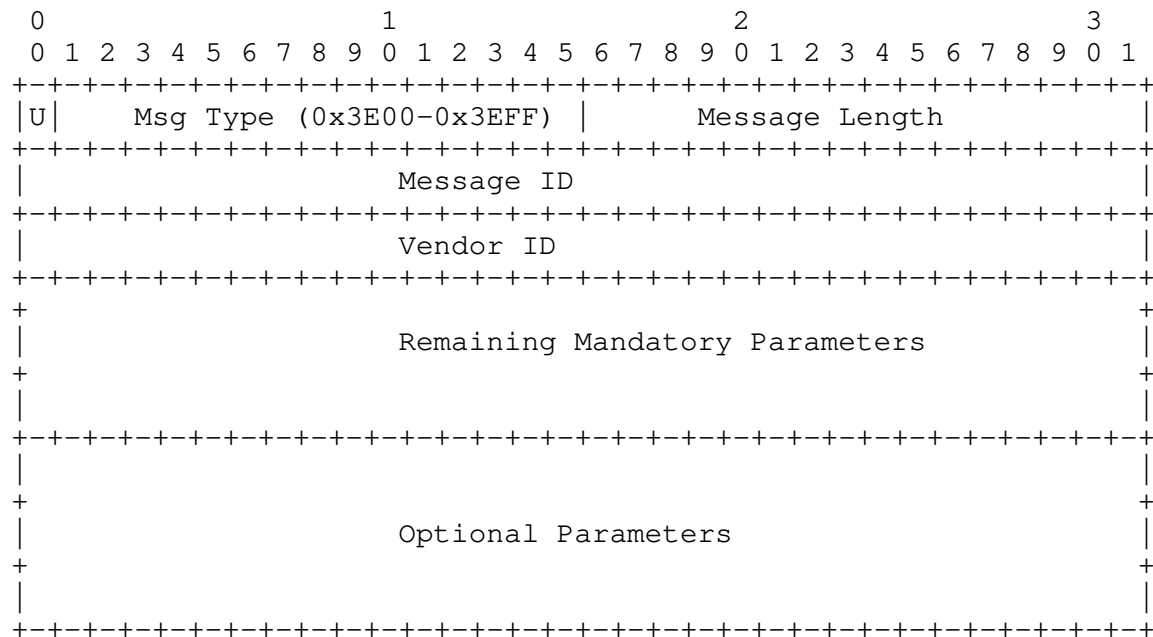 0                   1                   2                   3
 0 1 2 3 4 5 6 7 8 9 0 1 2 3 4 5 6 7 8 9 0 1 2 3 4 5 6 7 8 9 0 1
+-+-+-+-+-+-+-+-+-+-+-+-+-+-+-+-+-+-+-+-+-+-+-+-+-+-+-+-+-+-+-+-+
|U|    Msg Type (0x3E00-0x3EFF) |      Message Length           |
+-+-+-+-+-+-+-+-+-+-+-+-+-+-+-+-+-+-+-+-+-+-+-+-+-+-+-+-+-+-+-+-+
|                    Message ID                                 |
+-+-+-+-+-+-+-+-+-+-+-+-+-+-+-+-+-+-+-+-+-+-+-+-+-+-+-+-+-+-+-+-+
|                    Vendor ID                                  |
+-+-+-+-+-+-+-+-+-+-+-+-+-+-+-+-+-+-+-+-+-+-+-+-+-+-+-+-+-+-+-+-+
+                                                               +
|                    Remaining Mandatory Parameters             |
+                                                               +
|                                                               |
+-+-+-+-+-+-+-+-+-+-+-+-+-+-+-+-+-+-+-+-+-+-+-+-+-+-+-+-+-+-+-+-+
|                                                               |
+                                                               +
|                    Optional Parameters                        |
+                                                               +
|                                                               |
+-+-+-+-+-+-+-+-+-+-+-+-+-+-+-+-+-+-+-+-+-+-+-+-+-+-+-+-+-+-+-+-+